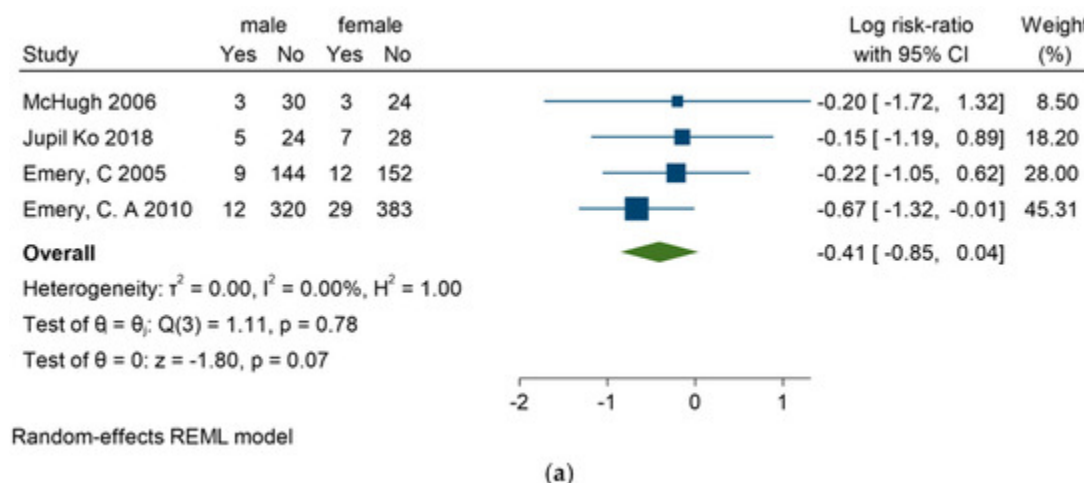 male female Log risk-ratio Weight
Study Yes No Yes No with 95% CI (%)
McHugh 2006 3 30 3 24 -0.20 [ -1.72, 1.32] 8.50
Jupil Ko 2018 5 24 7 28 -0.15 [ -1.19, 0.89] 18.20
Emery, C 2005 9 144 12 152 -0.22 [ -1.05, 0.62] 28.00
Emery, C. A 2010 12 320 29 383 -0.67 [ -1.32, -0.01] 45.31
Overall -0.41 [ -0.85, 0.04]
Heterogeneity: τ² = 0.00, I² = 0.00%, H² = 1.00
Test of θᵢ = θⱼ: Q(3) = 1.11, p = 0.78
Test of θ = 0: z = -1.80, p = 0.07
-2 -1 0 1
Random-effects REML model
(a)